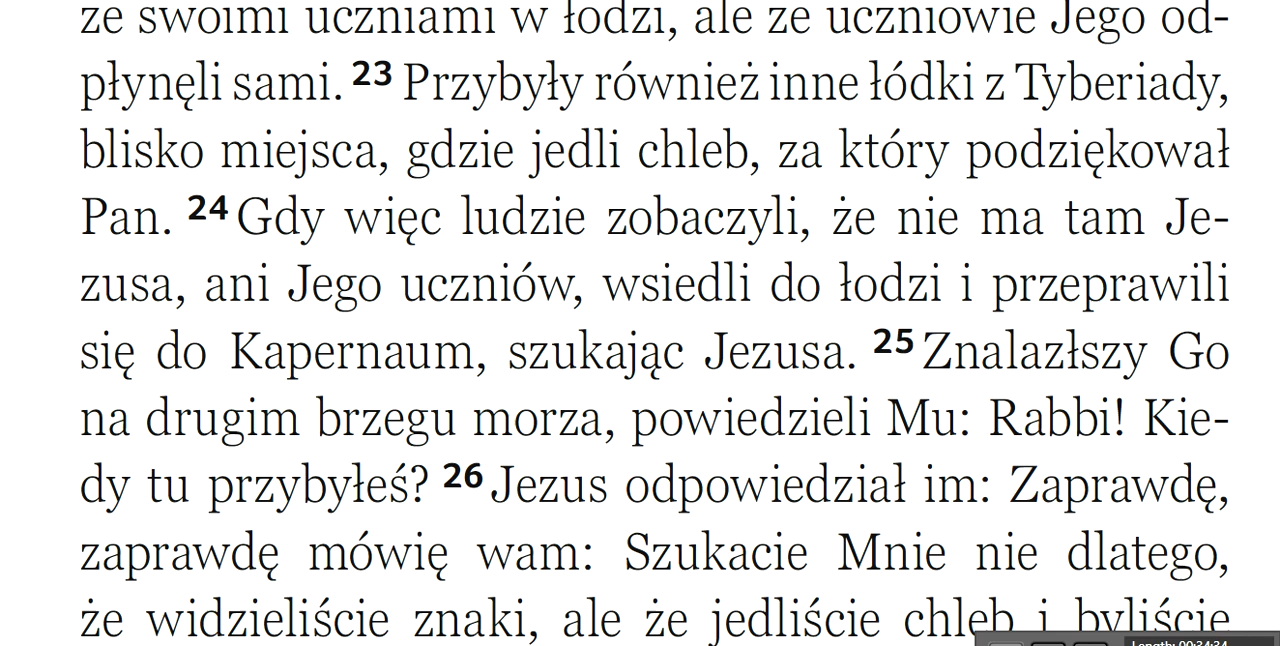 ze swoimi uczniami w łodzi, ale że uczniowie Jego od-
płynęli sami. 23 Przybyły również inne łódki z Tyberiady,
blisko miejsca, gdzie jedli chleb, za który podziękował
Pan. 24 Gdy więc ludzie zobaczyli, że nie ma tam Je-
zusa, ani Jego uczniów, wsiedli do łodzi i przeprawili
się do Kapernaum, szukając Jezusa. 25 Znalazłszy Go
na drugim brzegu morza, powiedzieli Mu: Rabbi! Kie-
dy tu przybyłeś? 26 Jezus odpowiedział im: Zaprawdę,
zaprawdę mówię wam: Szukacie Mnie nie dlatego,
że widzieliście znaki, ale że jedliście chleb i byliście
Length: 00:34:34